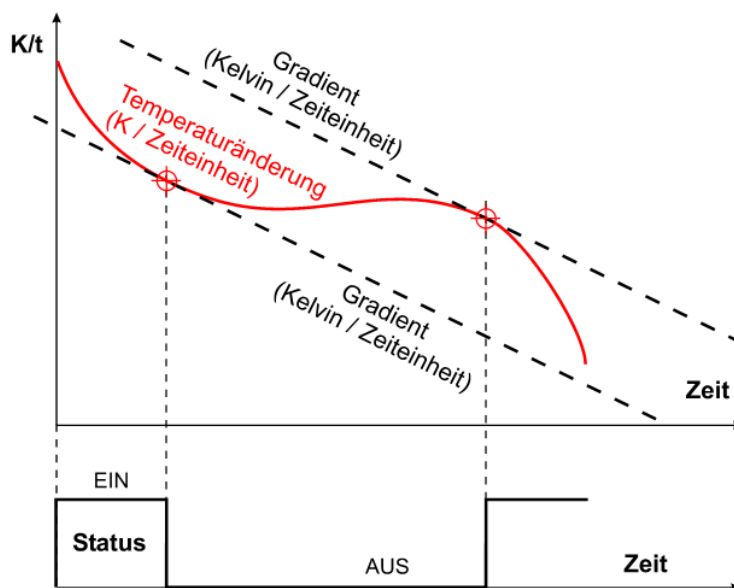 K/t
Gradient
(Kelvin / Zeiteinheit)
Temperaturänderung
(K / Zeiteinheit)
Gradient
(Kelvin / Zeiteinheit)
Zeit
EIN
Status
AUS
Zeit